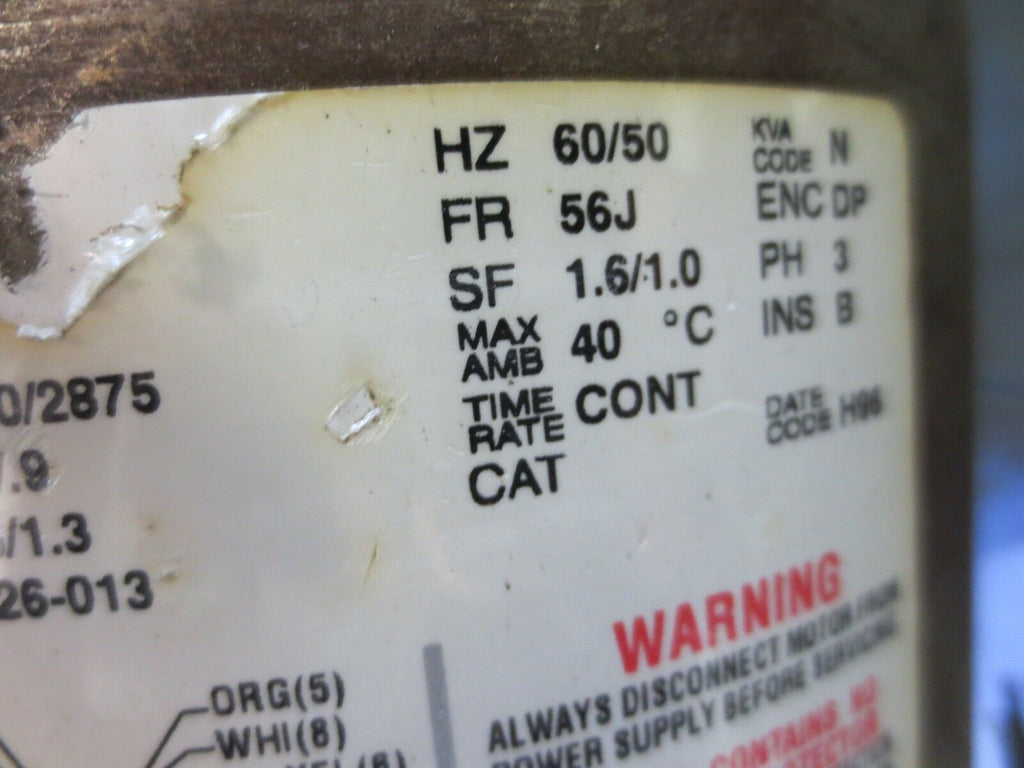 HZ 60/50
KVA CODE N
FR 56J
ENC DP
SF 1.6/1.0
PH 3
MAX AMB 40 °C
INS B
0/2875
TIME RATE CONT
DATE CODE H96
.9
CAT
/1.3
26-013
WARNING
ALWAYS DISCONNECT MOTOR FROM
POWER SUPPLY BEFORE SERVICING
ORG(5)
WHI(8)
CONTAINS NO